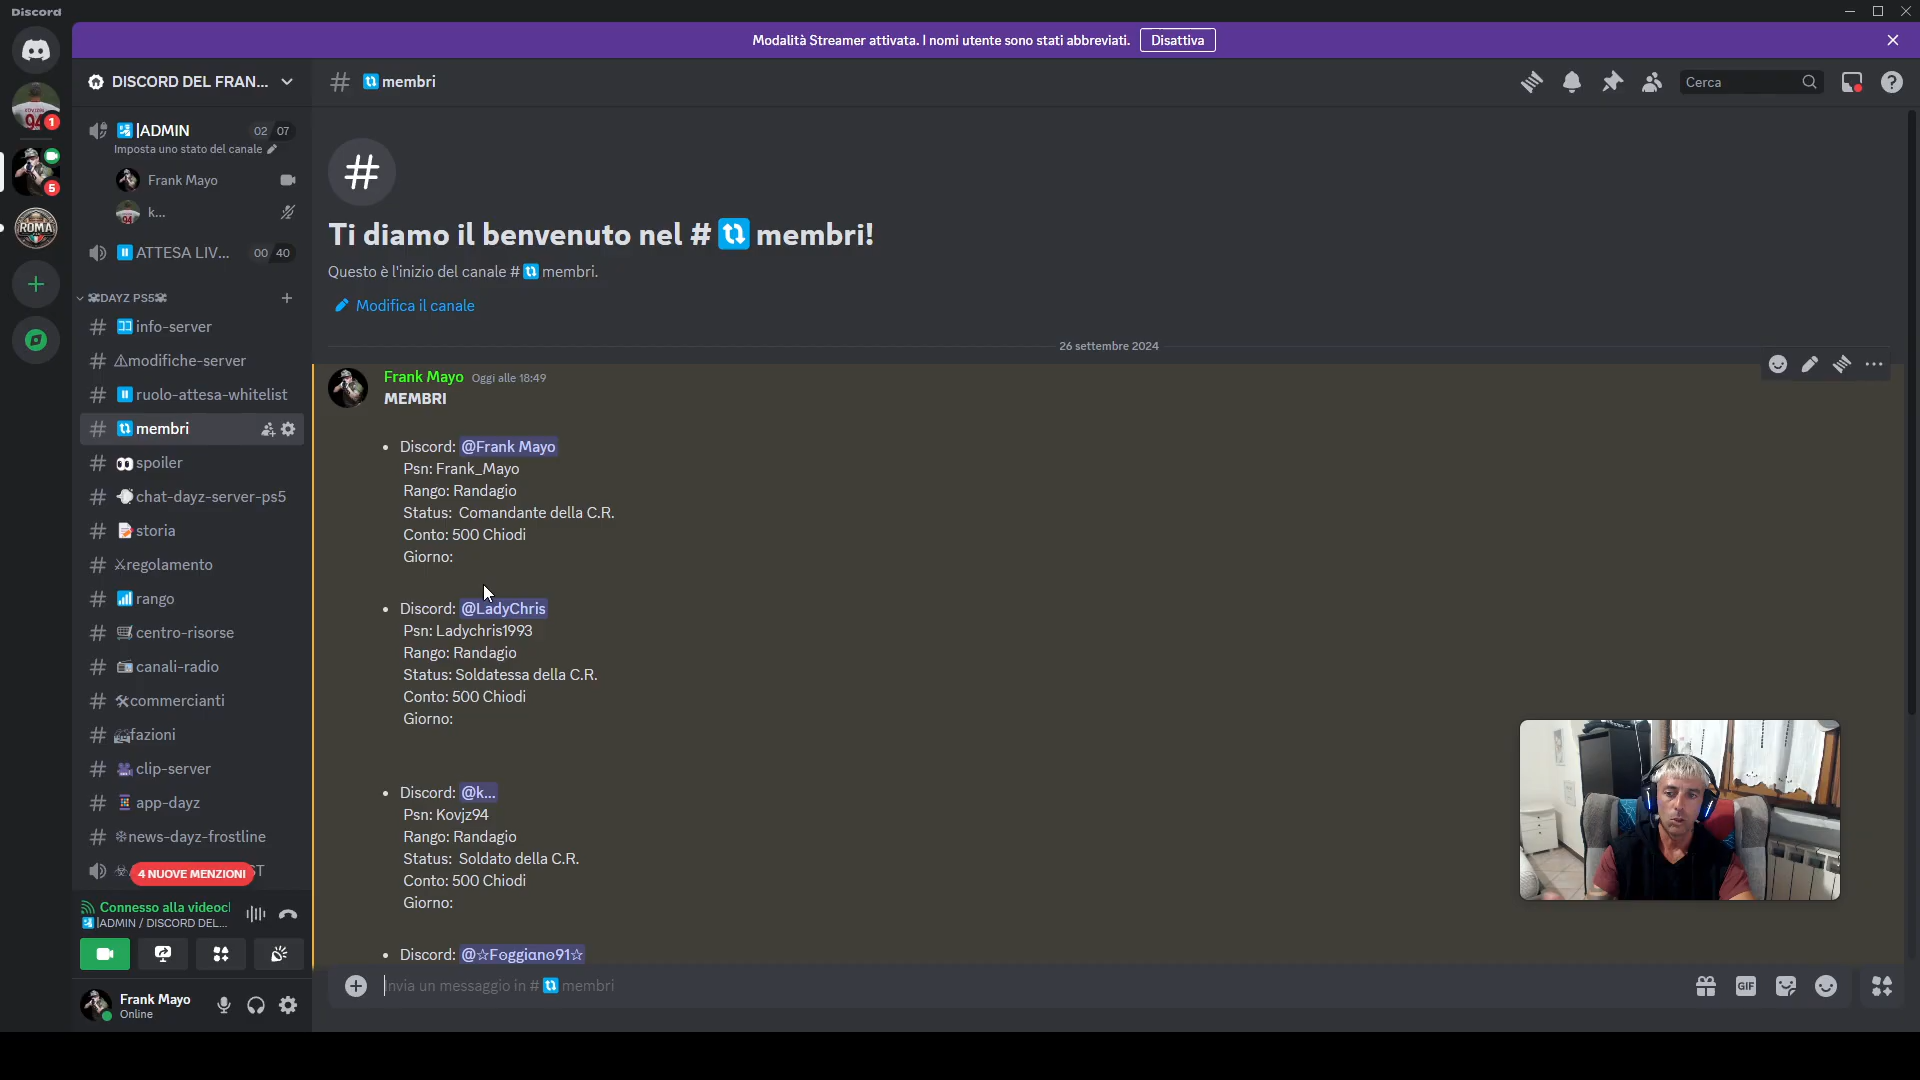 Discord
Modalità Streamer attivata. I nomi utente sono stati abbreviati.
Disattiva
DISCORD DEL FRAN...
membri
Cerca
|ADMIN
02 07
Imposta uno stato del canale
Frank Mayo
k...
ATTESA LIV...
00 40
DAYZ PS5
info-server
modifiche-server
ruolo-attesa-whitelist
membri
spoiler
chat-dayz-server-ps5
storia
regolamento
rango
centro-risorse
canali-radio
commercianti
fazioni
clip-server
app-dayz
news-dayz-frostline
4 NUOVE MENZIONI
Connesso alla videoc
|ADMIN / DISCORD DEL...
Frank Mayo
Online
1
5
ROMA
Ti diamo il benvenuto nel # membri!
Questo è l'inizio del canale # membri.
Modifica il canale
26 settembre 2024
Frank Mayo Oggi alle 18:49
MEMBRI
• Discord: @Frank Mayo
Psn: Frank_Mayo
Rango: Randagio
Status: Comandante della C.R.
Conto: 500 Chiodi
Giorno:
• Discord: @LadyChris
Psn: Ladychris1993
Rango: Randagio
Status: Soldatessa della C.R.
Conto: 500 Chiodi
Giorno:
• Discord: @k...
Psn: Kovjz94
Rango: Randagio
Status: Soldato della C.R.
Conto: 500 Chiodi
Giorno:
• Discord: @☆Fɵggianɵ91☆
Invia un messaggio in # membri
GIF